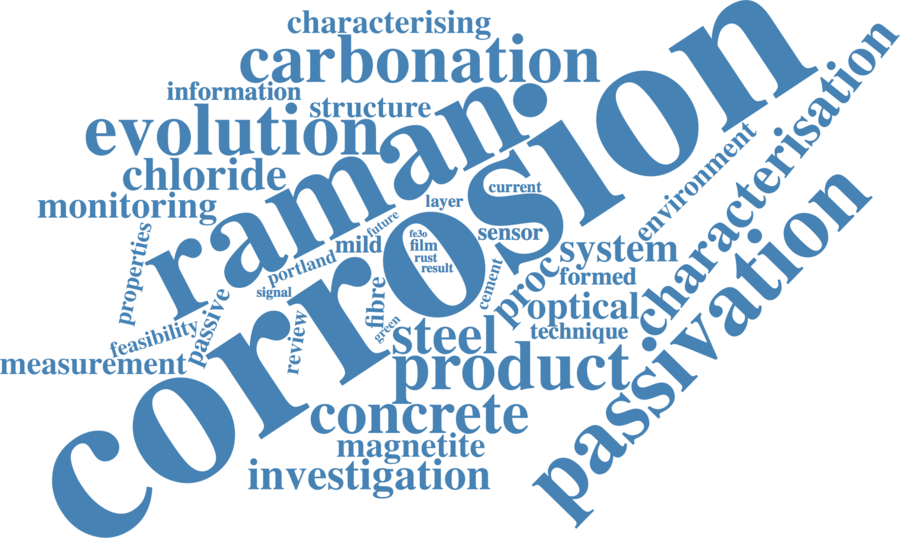 characterising
carbonation
information
structure
evolution
raman
corrosion
chloride
monitoring
current
layer
future
environment
characterisation
properties
mild
fe3o
film
rust
result
sensor
portland
signal
system
cement
proc
formed
passivation
passive
fibre
green
optical
feasibility
review
technique
steel
measurement
product
concrete
magnetite
investigation